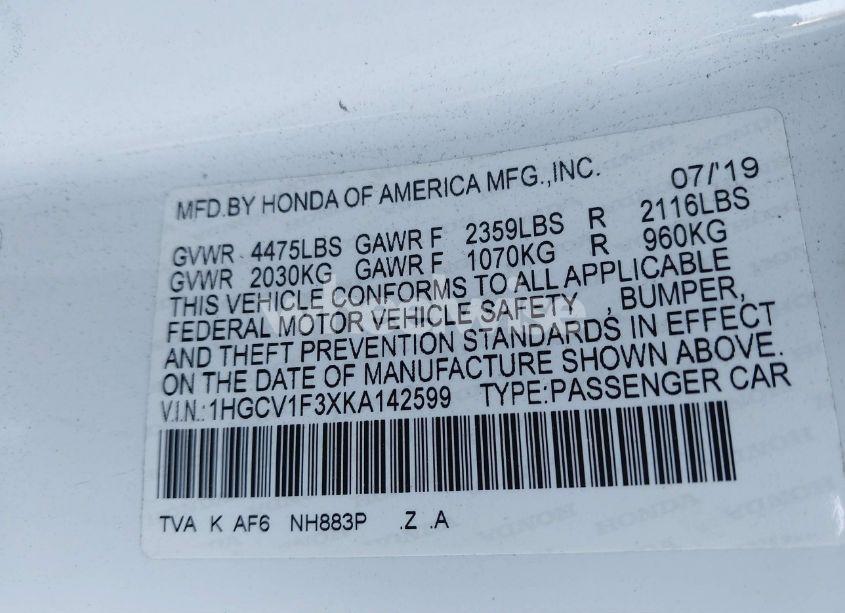 MFD.BY HONDA OF AMERICA MFG.,INC. 07/'19
GVWR 4475LBS GAWR F 2359LBS R 2116LBS
GVWR 2030KG GAWR F 1070KG R 960KG
THIS VEHICLE CONFORMS TO ALL APPLICABLE
FEDERAL MOTOR VEHICLE SAFETY , BUMPER,
AND THEFT PREVENTION STANDARDS IN EFFECT
ON THE DATE OF MANUFACTURE SHOWN ABOVE.
V.I.N.:1HGCV1F3XKA142599 TYPE:PASSENGER CAR
TVA K AF6 NH883P .Z .A